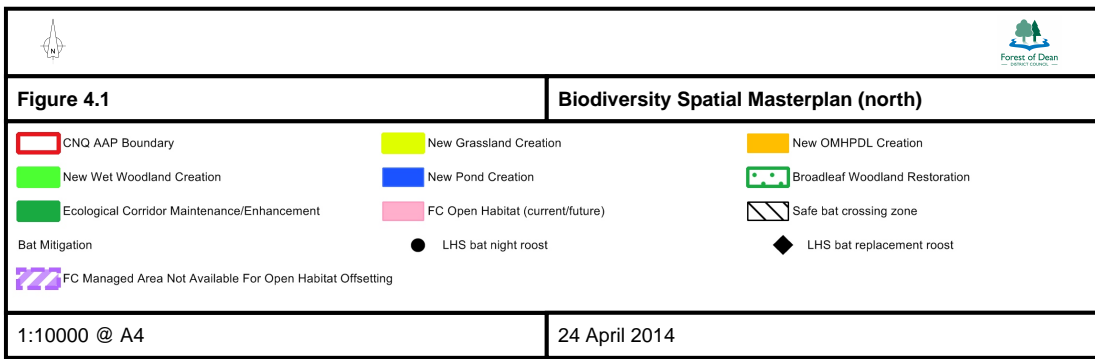 N
Forest of Dean
— DISTRICT COUNCIL —
Figure 4.1
Biodiversity Spatial Masterplan (north)
CNQ AAP Boundary
New Grassland Creation
New OMHPDL Creation
New Wet Woodland Creation
New Pond Creation
Broadleaf Woodland Restoration
Ecological Corridor Maintenance/Enhancement
FC Open Habitat (current/future)
Safe bat crossing zone
Bat Mitigation
LHS bat night roost
LHS bat replacement roost
FC Managed Area Not Available For Open Habitat Offsetting
1:10000 @ A4
24 April 2014